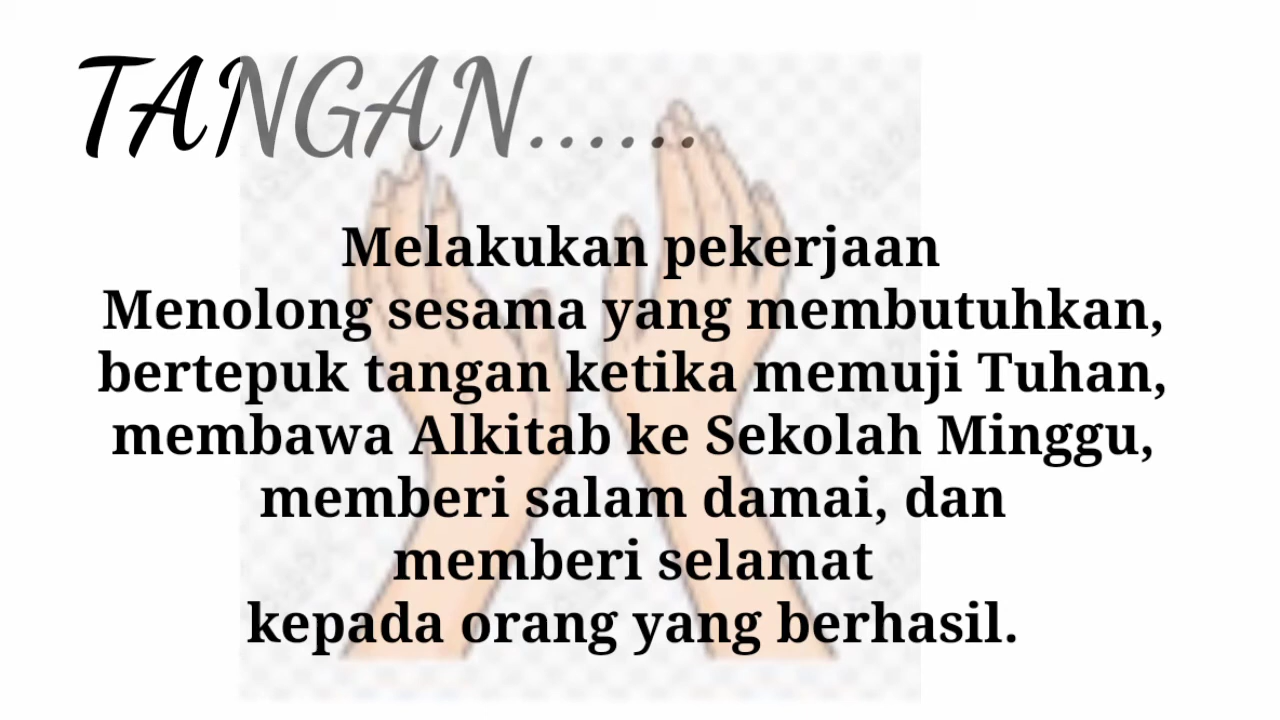 TANGAN......
Melakukan pekerjaan
Menolong sesama yang membutuhkan,
bertepuk tangan ketika memuji Tuhan,
membawa Alkitab ke Sekolah Minggu,
memberi salam damai, dan
memberi selamat
kepada orang yang berhasil.